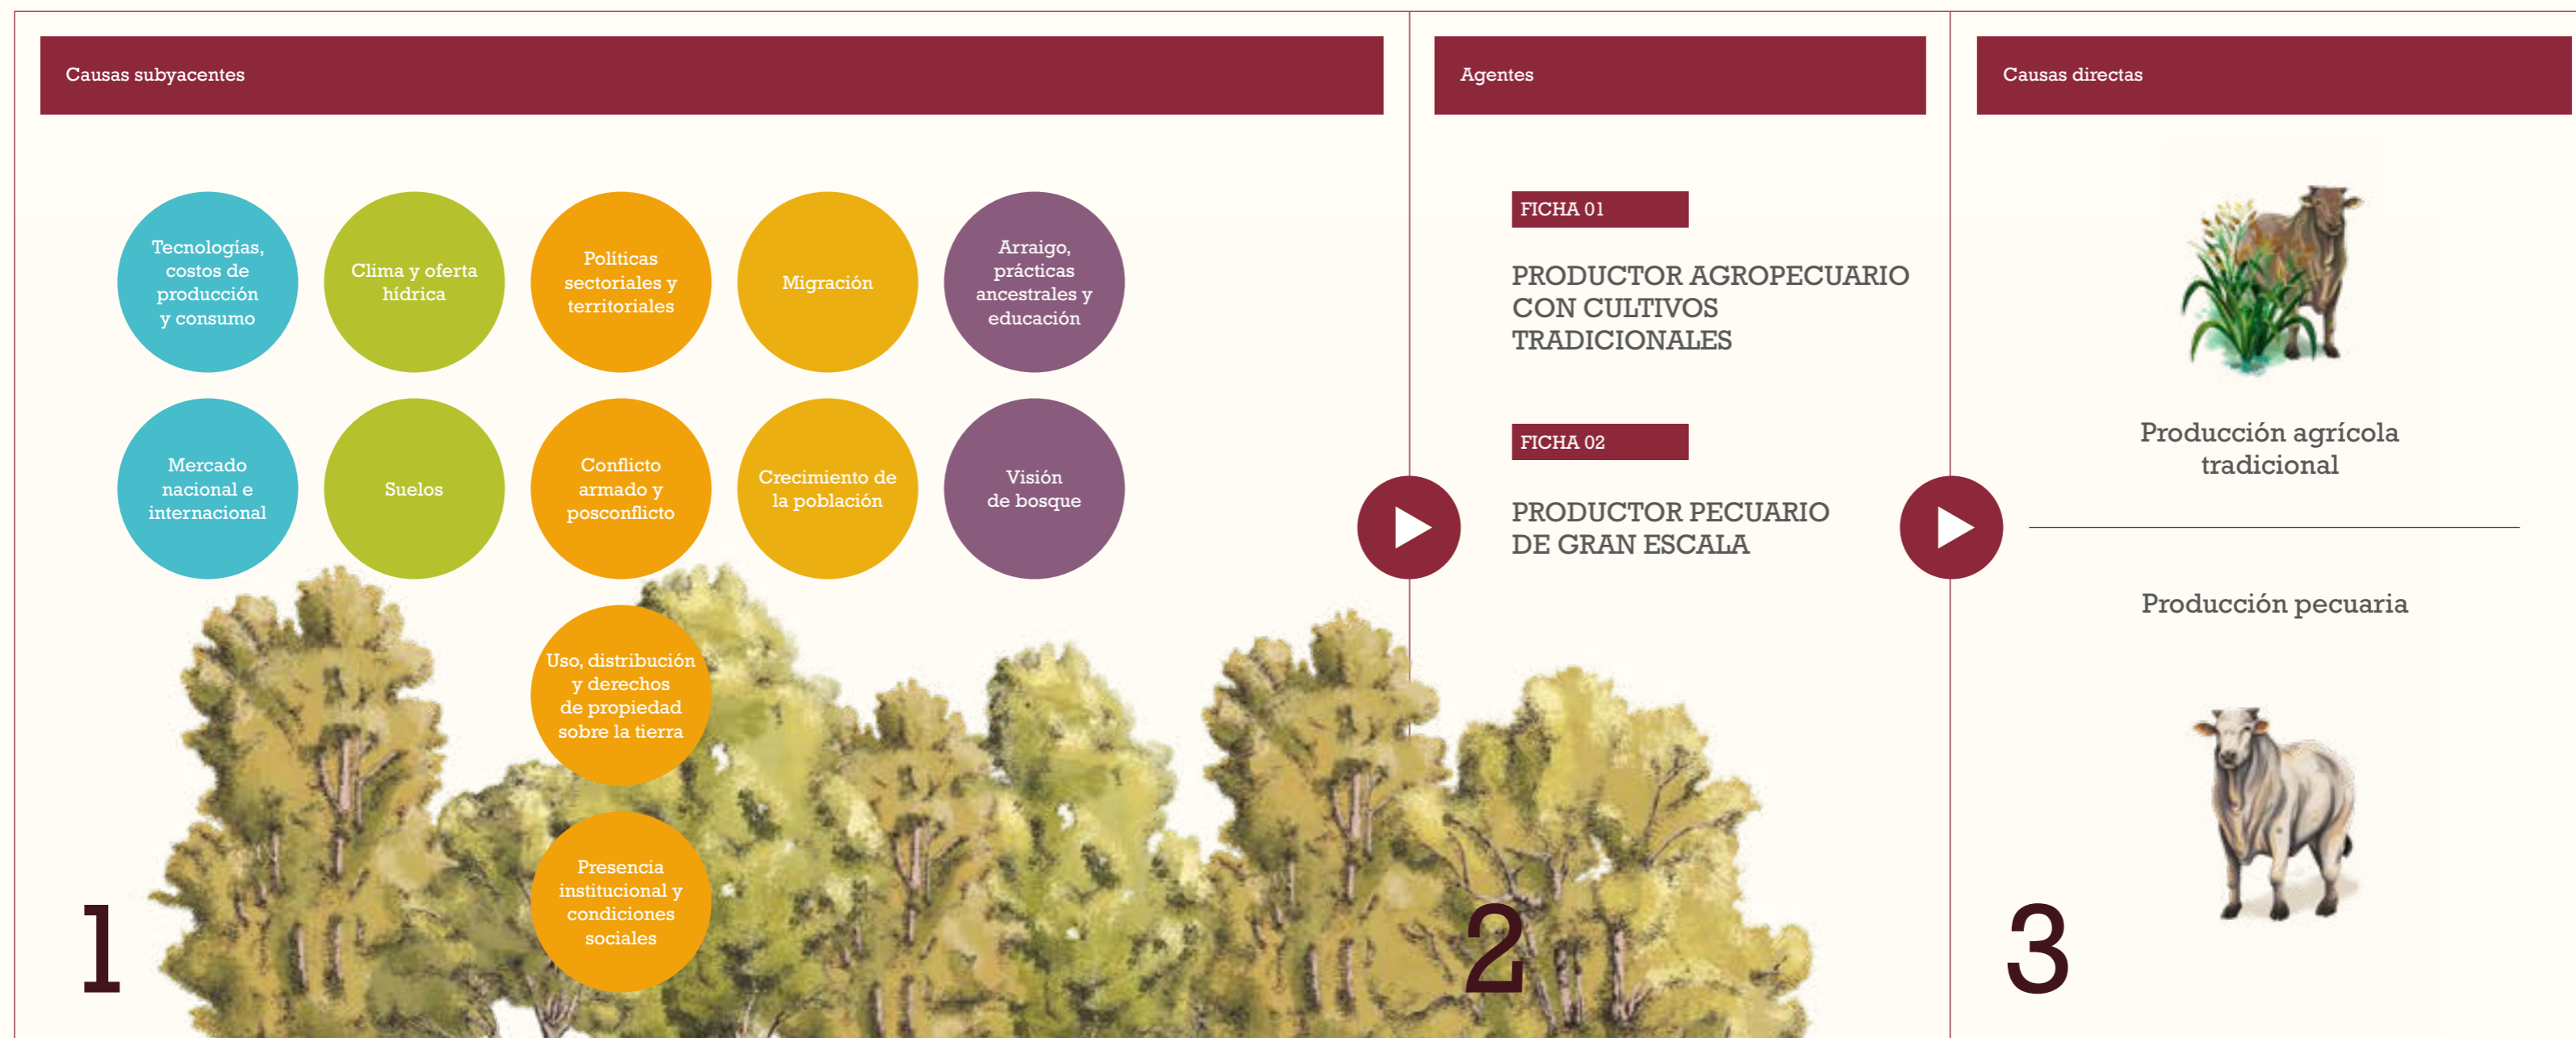 Causas subyacentes
Tecnologías,
costos de
producción
y consumo
Clima y oferta
hídrica
Políticas
sectoriales y
territoriales
Migración
Arraigo,
prácticas
ancestrales y
educación
Mercado
nacional e
internacional
Suelos
Conflicto
armado y
posconflicto
Crecimiento de
la población
Visión
de bosque
Uso, distribución
y derechos
de propiedad
sobre la tierra
Presencia
institucional y
condiciones
sociales
1
Agentes
FICHA 01
PRODUCTOR AGROPECUARIO
CON CULTIVOS
TRADICIONALES
FICHA 02
PRODUCTOR PECUARIO
DE GRAN ESCALA
2
Causas directas
Producción agrícola
tradicional
Producción pecuaria
3